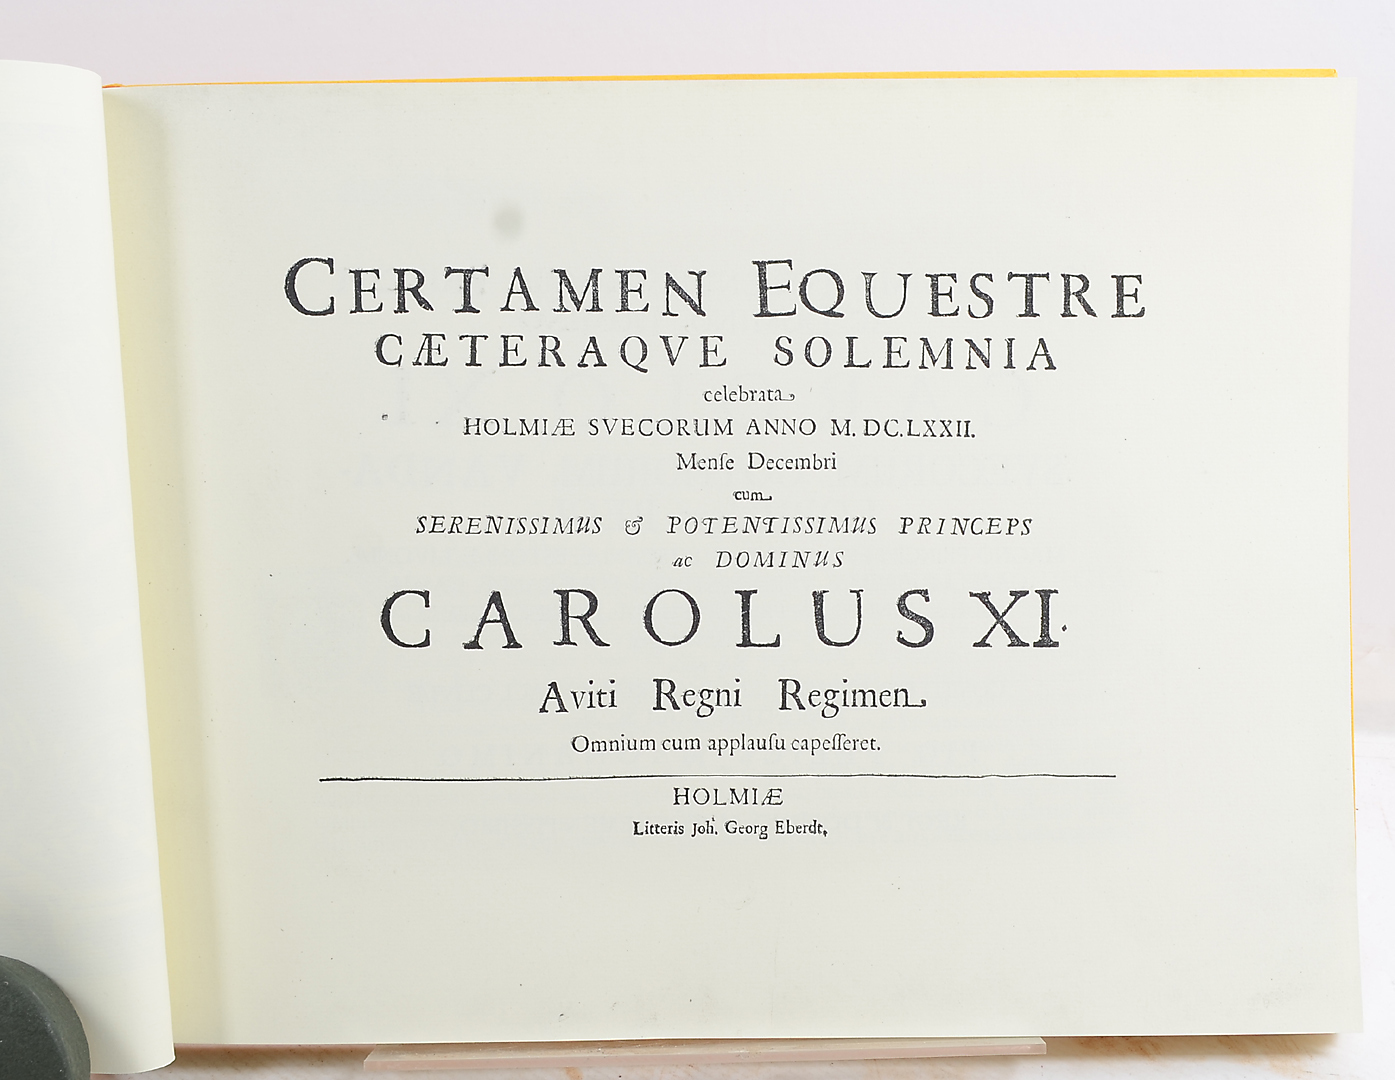 CERTAMEN EQUESTRE
CÆTERAQVE SOLEMNIA
celebrata
HOLMIÆ SVECORUM ANNO M. DC.LXXII.
Menſe Decembri
cum
SERENISSIMUS & POTENTISSIMUS PRINCEPS
ac DOMINUS
CAROLUS XI.
Aviti Regni Regimen
Omnium cum applauſu capeſſeret.
HOLMIÆ
Litteris Joh. Georg Eberdt,